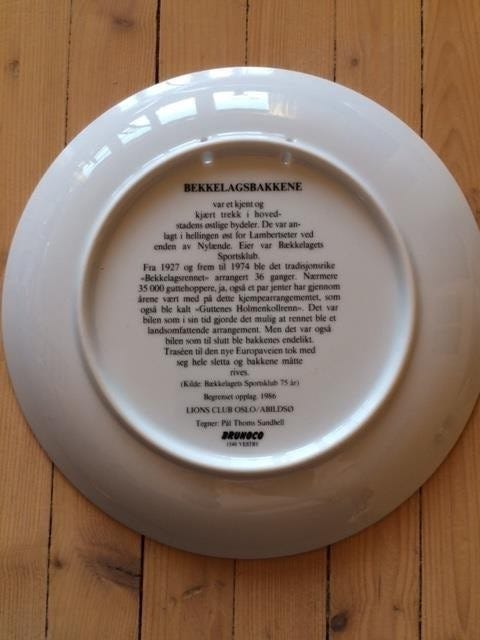 BEKKELAGSBAKKENE
var et kjent og
kjært trekk i hoved-
stadens østlige bydeler. De var an-
lagt i hellingen øst for Lambertseter ved
enden av Nylænde. Eier var Bækkelagets
Sportsklub.
Fra 1927 og frem til 1974 ble det tradisjonsrike
«Bekkelagsrennet» arrangert 36 ganger. Nærmere
35 000 guttehoppere, ja, også et par jenter har gjennom
årene vært med på dette kjempearrangementet, som
også ble kalt «Guttenes Holmenkollrenn». Det var
bilen som i sin tid gjorde det mulig at rennet ble et
landsomfattende arrangement. Men det var også
bilen som til slutt ble bakkenes endelikt.
Traséen til den nye Europaveien tok med
seg hele sletta og bakkene måtte
rives.
(Kilde: Bækkelagets Sportsklub 75 år)
Begrenset opplag. 1986
LIONS CLUB OSLO/ABILDSØ
Tegner: Pål Thoms Sundhell
BRUNOCO
1540 VESTBY